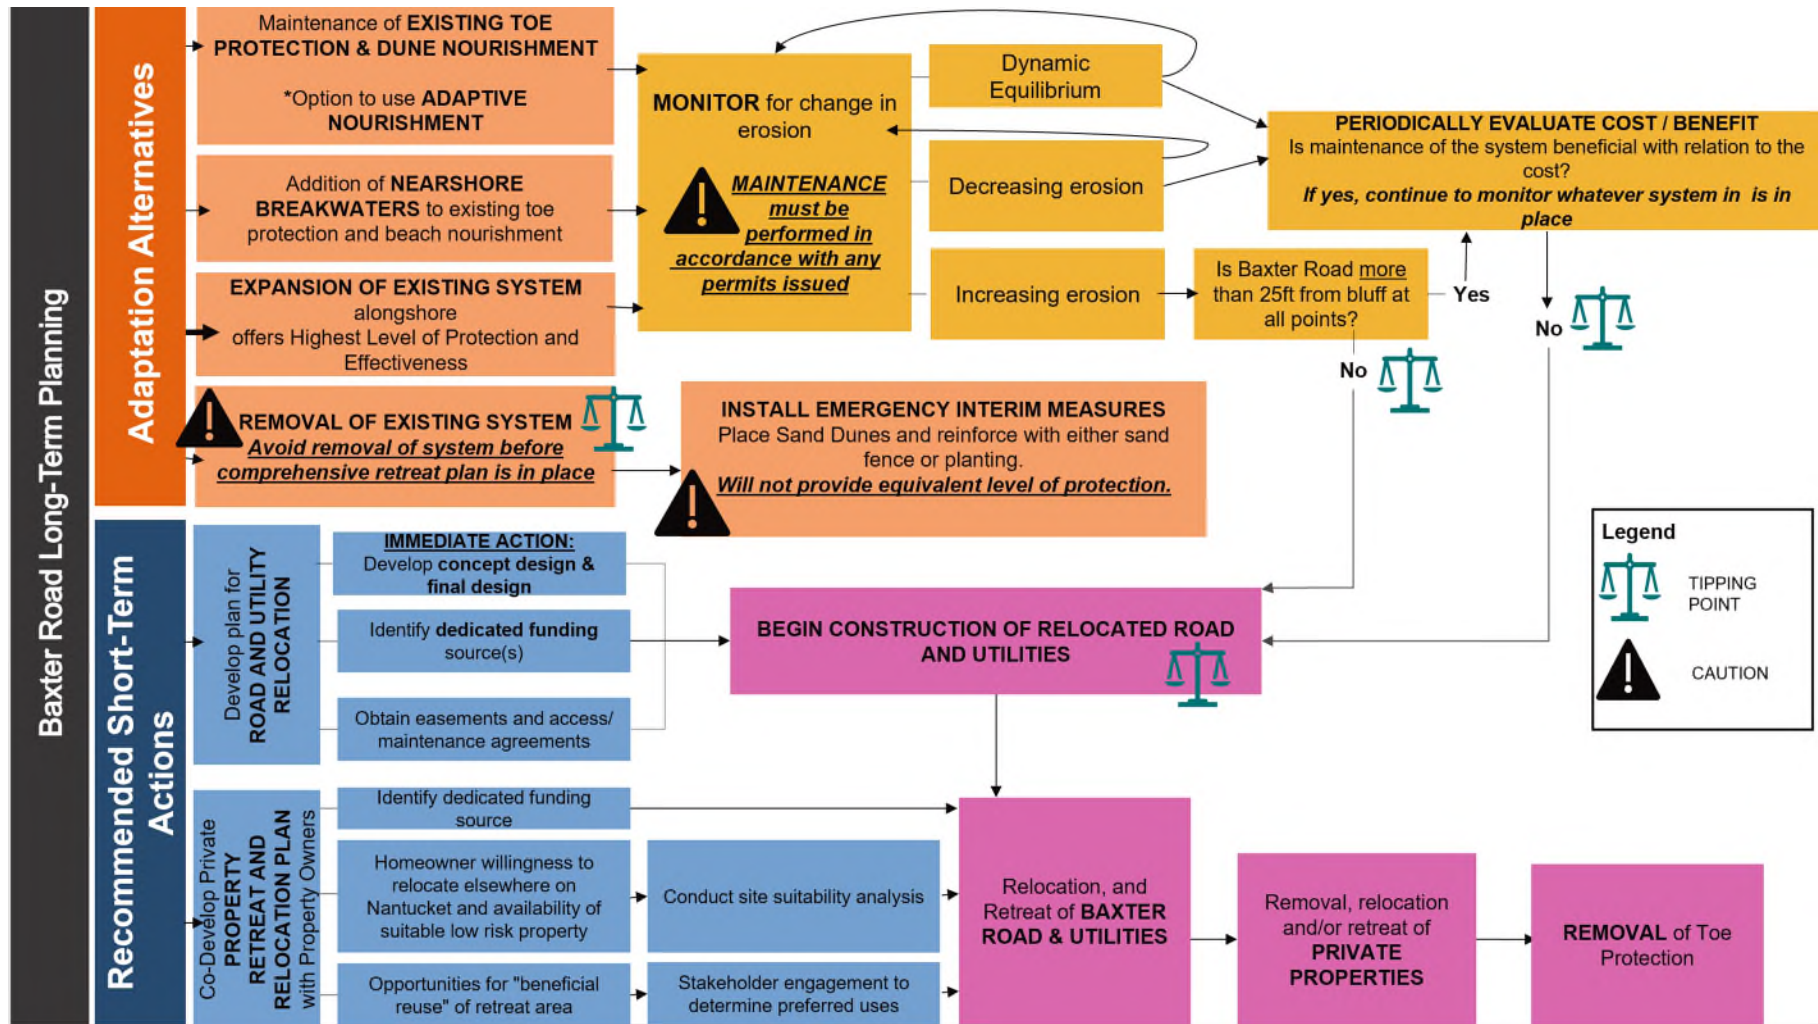 Baxter Road Long-Term Planning
Adaptation Alternatives
Maintenance of EXISTING TOE
PROTECTION & DUNE NOURISHMENT
*Option to use ADAPTIVE
NOURISHMENT
Addition of NEARSHORE
BREAKWATERS to existing toe
protection and beach nourishment
EXPANSION OF EXISTING SYSTEM
alongshore
offers Highest Level of Protection and
Effectiveness
REMOVAL OF EXISTING SYSTEM
Avoid removal of system before
comprehensive retreat plan is in place
INSTALL EMERGENCY INTERIM MEASURES
Place Sand Dunes and reinforce with either sand
fence or planting.
Will not provide equivalent level of protection.
MONITOR for change in
erosion
MAINTENANCE
must be
performed in
accordance with any
permits issued
Dynamic
Equilibrium
Decreasing erosion
Increasing erosion
Is Baxter Road more
than 25ft from bluff at
all points?
Yes
No
PERIODICALLY EVALUATE COST / BENEFIT
Is maintenance of the system beneficial with relation to the
cost?
If yes, continue to monitor whatever system in is in
place
No
Legend
TIPPING
POINT
CAUTION
Recommended Short-Term
Actions
Develop plan for
ROAD AND UTILITY
RELOCATION
IMMEDIATE ACTION:
Develop concept design &
final design
Identify dedicated funding
source(s)
Obtain easements and access/
maintenance agreements
BEGIN CONSTRUCTION OF RELOCATED ROAD
AND UTILITIES
Co-Develop Private
PROPERTY
RETREAT AND
RELOCATION PLAN
with Property Owners
Identify dedicated funding
source
Homeowner willingness to
relocate elsewhere on
Nantucket and availability of
suitable low risk property
Conduct site suitability analysis
Opportunities for "beneficial
reuse" of retreat area
Stakeholder engagement to
determine preferred uses
Relocation, and
Retreat of BAXTER
ROAD & UTILITIES
Removal, relocation
and/or retreat of
PRIVATE
PROPERTIES
REMOVAL of Toe
Protection